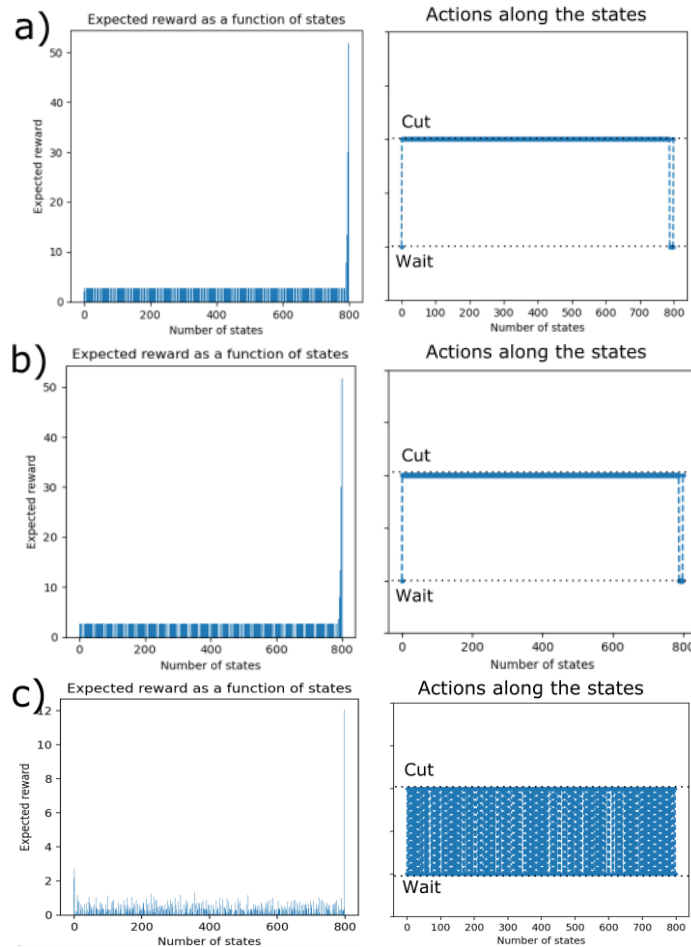 a)
Expected reward as a function of states
50
40
30
20
10
0
Expected reward
0 200 400 600 800
Number of states
Actions along the states
Cut
Wait
0 100 200 300 400 500 600 700 800
Number of states
b)
Expected reward as a function of states
50
40
30
20
10
0
Expected reward
0 200 400 600 800
Number of states
Actions along the states
Cut
Wait
0 200 400 600 800
Number of states
c)
Expected reward as a function of states
12
10
8
6
4
2
0
Expected reward
0 200 400 600 800
Number of states
Actions along the states
Cut
Wait
0 100 200 300 400 500 600 700 800
Number of states